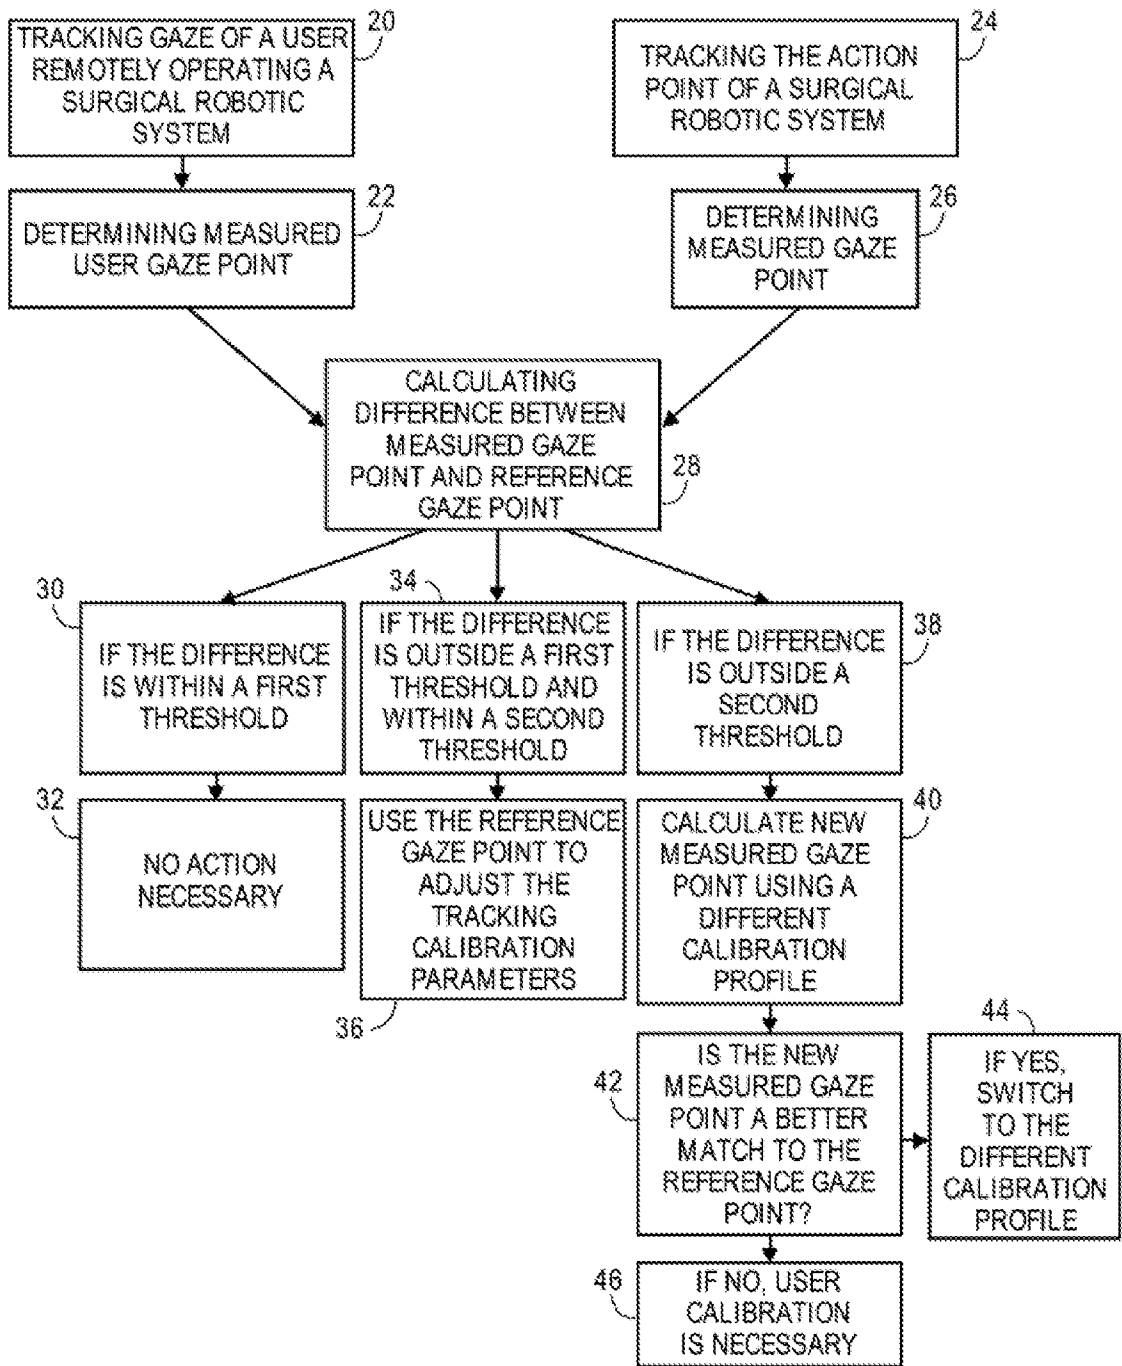 20
TRACKING GAZE OF A USER
REMOTELY OPERATING A
SURGICAL ROBOTIC
SYSTEM
24
TRACKING THE ACTION
POINT OF A SURGICAL
ROBOTIC SYSTEM
22
DETERMINING MEASURED
USER GAZE POINT
26
DETERMINING
MEASURED GAZE
POINT
CALCULATING
DIFFERENCE BETWEEN
MEASURED GAZE
POINT AND REFERENCE
GAZE POINT
28
30
IF THE DIFFERENCE
IS WITHIN A FIRST
THRESHOLD
34
IF THE DIFFERENCE
IS OUTSIDE A FIRST
THRESHOLD AND
WITHIN A SECOND
THRESHOLD
38
IF THE DIFFERENCE
IS OUTSIDE A
SECOND
THRESHOLD
32
NO ACTION
NECESSARY
USE THE REFERENCE
GAZE POINT TO
ADJUST THE
TRACKING
CALIBRATION
PARAMETERS
36
40
CALCULATE NEW
MEASURED GAZE
POINT USING A
DIFFERENT
CALIBRATION
PROFILE
42
IS THE NEW
MEASURED GAZE
POINT A BETTER
MATCH TO THE
REFERENCE GAZE
POINT?
44
IF YES,
SWITCH
TO THE
DIFFERENT
CALIBRATION
PROFILE
46
IF NO, USER
CALIBRATION
IS NECESSARY